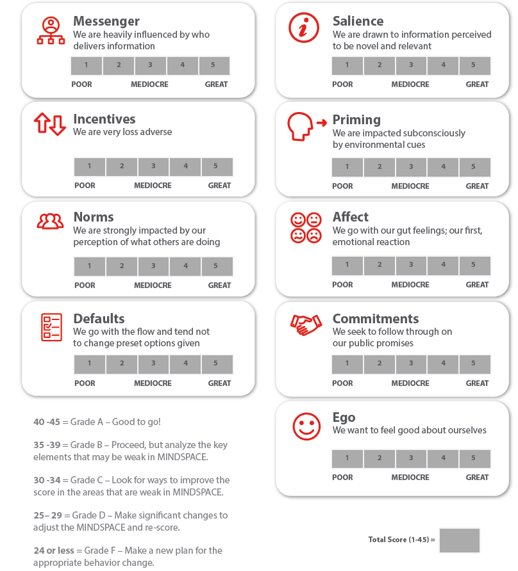 Messenger
We are heavily influenced by who
delivers information
1 2 3 4 5
POOR MEDIOCRE GREAT
Incentives
We are very loss adverse
1 2 3 4 5
POOR MEDIOCRE GREAT
Norms
We are strongly impacted by our
perception of what others are doing
1 2 3 4 5
POOR MEDIOCRE GREAT
Defaults
We go with the flow and tend not
to change preset options given
1 2 3 4 5
POOR MEDIOCRE GREAT
40 -45 = Grade A – Good to go!
35 -39 = Grade B – Proceed, but analyze the key
elements that may be weak in MINDSPACE.
30 -34 = Grade C – Look for ways to improve the
score in the areas that are weak in MINDSPACE.
25– 29 = Grade D – Make significant changes to
adjust the MINDSPACE and re-score.
24 or less = Grade F – Make a new plan for the
appropriate behavior change.
Salience
We are drawn to information perceived
to be novel and relevant
1 2 3 4 5
POOR MEDIOCRE GREAT
Priming
We are impacted subconsciously
by environmental cues
1 2 3 4 5
POOR MEDIOCRE GREAT
Affect
We go with our gut feelings; our first,
emotional reaction
1 2 3 4 5
POOR MEDIOCRE GREAT
Commitments
We seek to follow through on
our public promises
1 2 3 4 5
POOR MEDIOCRE GREAT
Ego
We want to feel good about ourselves
1 2 3 4 5
POOR MEDIOCRE GREAT
Total Score (1-45) =